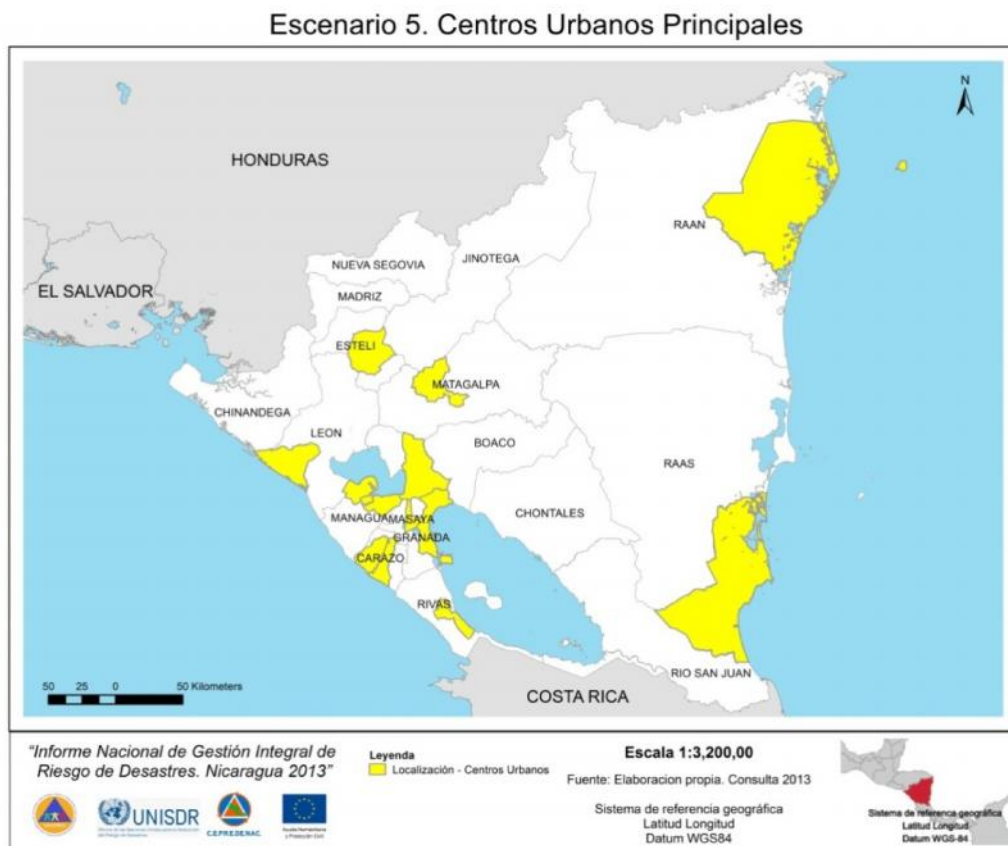 Escenario 5. Centros Urbanos Principales
N
HONDURAS
RAAN
JINOTEGA
NUEVA SEGOVIA
EL SALVADOR
MADRIZ
ESTELI
MATAGALPA
CHINANDEGA
LEON
BOACO
RAAS
CHONTALES
MANAGUA
MASAYA
GRANADA
CARAZO
RIVAS
RIO SAN JUAN
COSTA RICA
50 25 0 50 Kilometers
"Informe Nacional de Gestión Integral de
Riesgo de Desastres. Nicaragua 2013"
Leyenda
Localización - Centros Urbanos
Escala 1:3,200,00
Fuente: Elaboracion propia. Consulta 2013
Sistema de referencia geográfica
Latitud Longitud
Datum WGS84
UNISDR
CEPREDENAC
Ayuda Humanitaria
y Protección Civil
Sistema de referencia geográfica
Latitud Longitud
Datum WGS-84